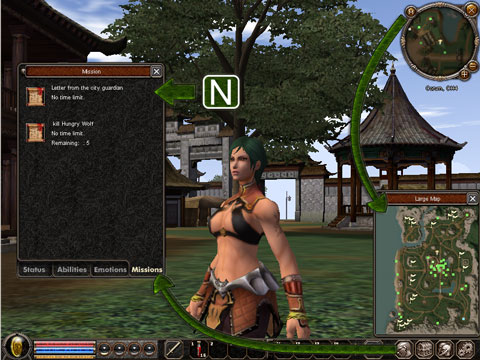 Mission
Letter from the city guardian
No time limit.
kill Hungry Wolf
No time limit.
Remaining: : 5
Status Abilities Emotions Missions
N
M
Large Map